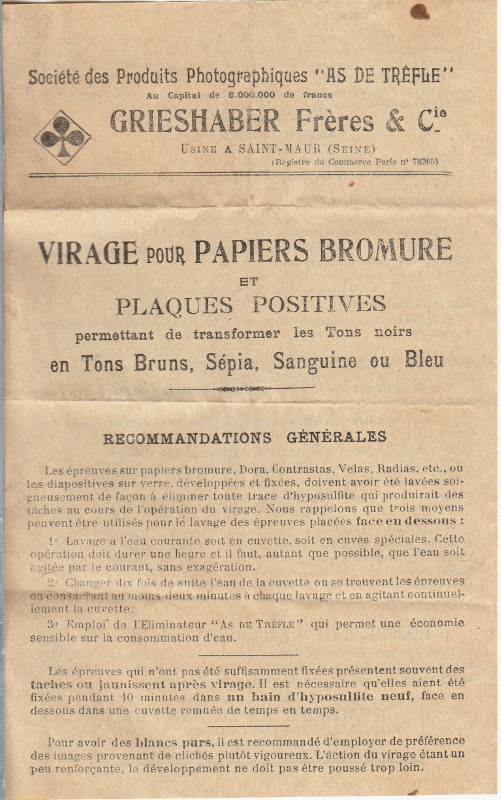 Société des Produits Photographiques "AS DE TRÊFLE"
Au Capital de 8.000.000 de francs
GRIESHABER Frères & Cie
USINE A SAINT-MAUR (SEINE)
(Registre du Commerce Paris n° 78265)
VIRAGE POUR PAPIERS BROMURE
ET
PLAQUES POSITIVES
permettant de transformer les Tons noirs
en Tons Bruns, Sépia, Sanguine ou Bleu
RECOMMANDATIONS GÉNÉRALES
Les épreuves sur papiers bromure, Dora, Contrastas, Velas, Radias, etc., ou
les diapositives sur verre, développées et fixées, doivent avoir été lavées soi-
gneusement de façon à éliminer toute trace d'hyposulfite qui produirait des
tâches au cours de l'opération du virage. Nous rappelons que trois moyens
peuvent être utilisés pour le lavage des épreuves placées face en dessous :
1° Lavage à l'eau courante soit en cuvette, soit en cuves spéciales. Cette
opération doit durer une heure et il faut, autant que possible, que l'eau soit
agitée par le courant, sans exagération.
2° Changer dix fois de suite l'eau de la cuvette ou se trouvent les épreuves
en consacrant au moins deux minutes à chaque lavage et en agitant continuel-
lement la cuvette:
3° Emploi de l'Eliminateur "AS DE TRÊFLE" qui permet une économie
sensible sur la consommation d'eau.
Les épreuves qui n'ont pas été suffisamment fixées présentent souvent des
taches ou jaunissent après virage. Il est nécessaire qu'elles aient été
fixées pendant 10 minutes dans un bain d'hyposulfite neuf, face en
dessous dans une cuvette remuée de temps en temps.
Pour avoir des blancs purs, il est recommandé d'employer de préférence
des images provenant de clichés plutôt vigoureux. L'action du virage étant un
peu renforçante, le développement ne doit pas être poussé trop loin.